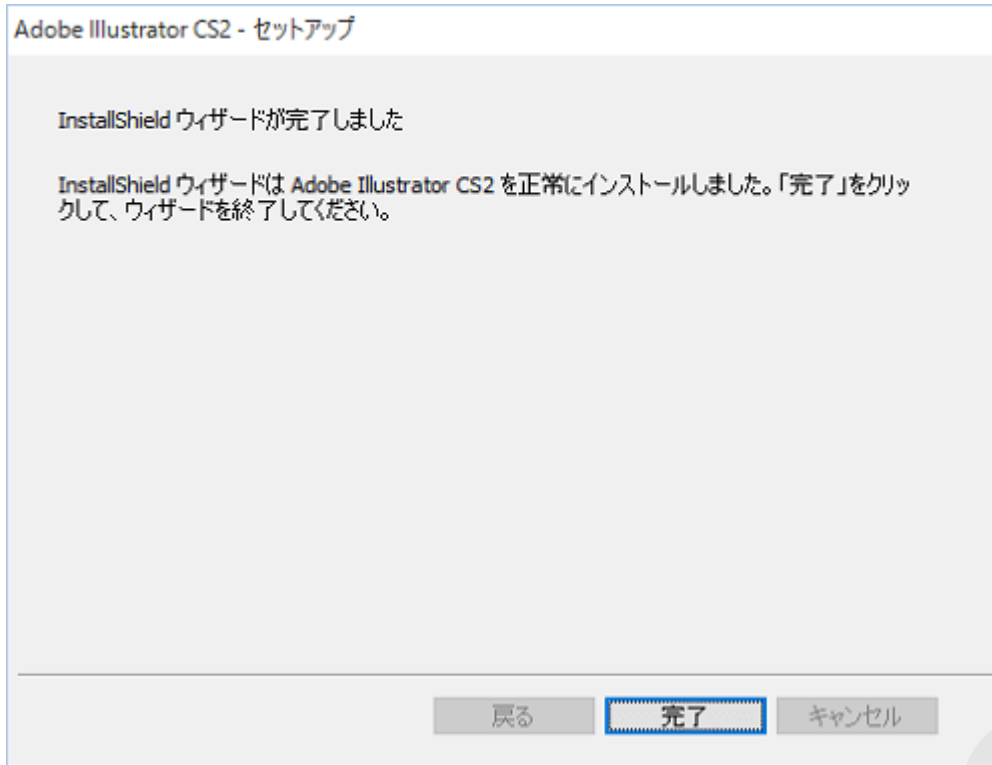 Adobe Illustrator CS2 - セットアップ
InstallShield ウィザードが完了しました
InstallShield ウィザードは Adobe Illustrator CS2 を正常にインストールしました。「完了」をクリッ
クして、ウィザードを終了してください。
戻る
完了
キャンセル